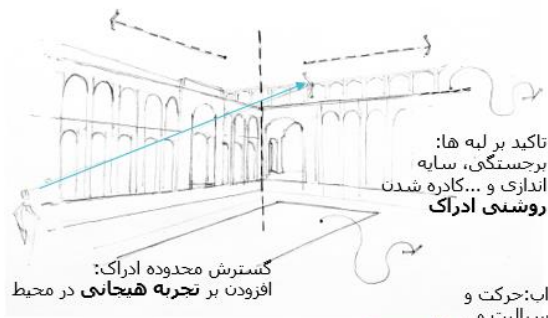 تاکید بر لبه ها:
برجستگی، سایه
اندازی و ...کادره شدن
روشنی ادراک
گسترش محدوده ادراک:
افزودن بر تجربه هیجانی در محیط
اب:حرکت و